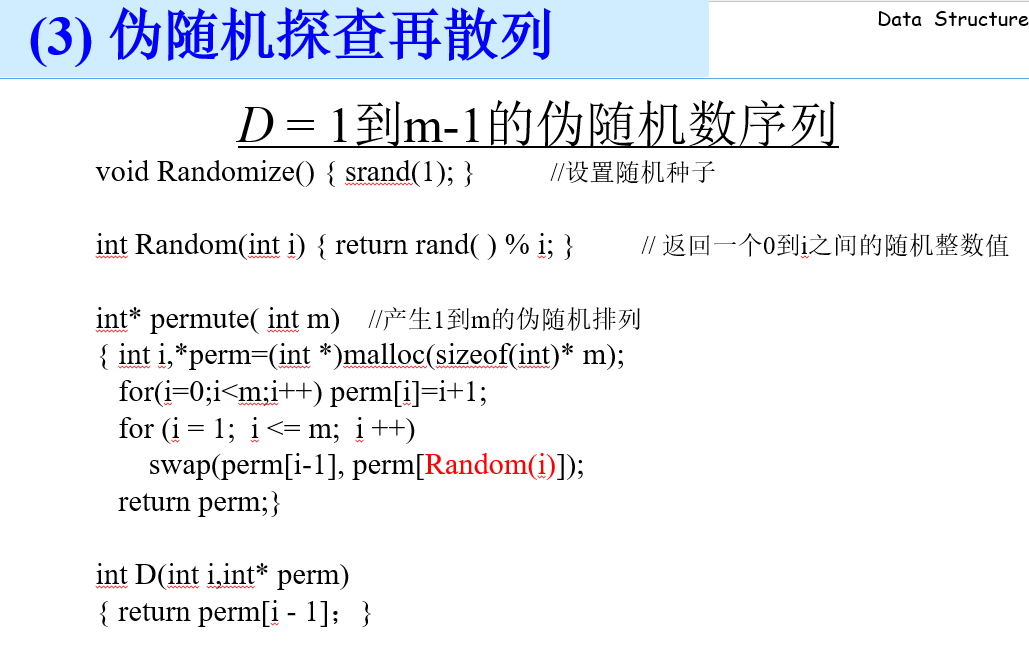 (3) 伪随机探查再散列
Data Structure
D = 1到m-1的伪随机数序列
void Randomize() { srand(1); } //设置随机种子
int Random(int i) { return rand( ) % i; } // 返回一个0到i之间的随机整数值
int* permute( int m) //产生1到m的伪随机排列
{ int i,*perm=(int *)malloc(sizeof(int)* m);
for(i=0;i<m;i++) perm[i]=i+1;
for (i = 1; i <= m; i ++)
swap(perm[i-1], perm[Random(i)]);
return perm;}
int D(int i,int* perm)
{ return perm[i - 1]； }